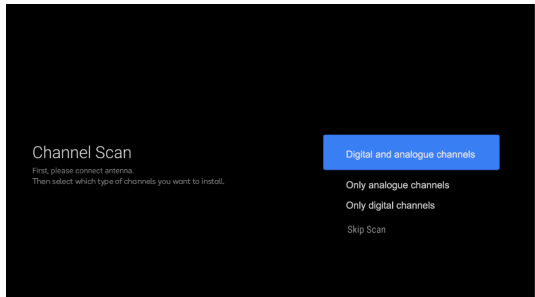 Channel Scan
First, please connect antenna.
Then select which type of channels you want to install.
Digital and analogue channels
Only analogue channels
Only digital channels
Skip Scan